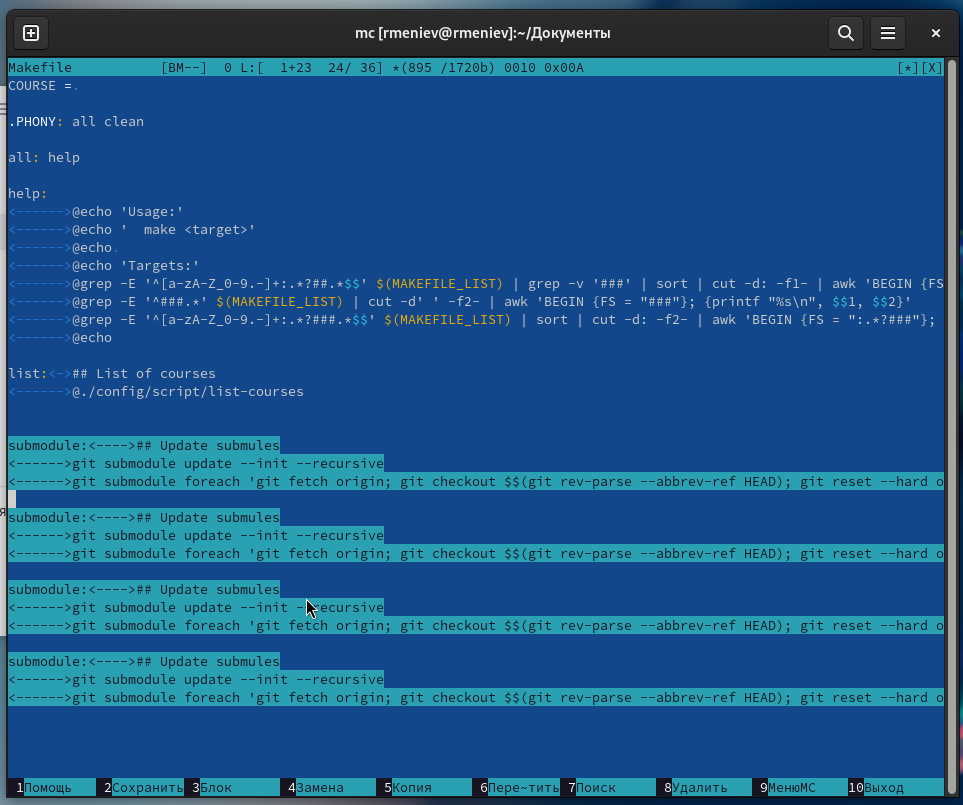 mc [rmeniev@rmeniev]:~/Документы
Makefile [BM--] 0 L:[ 1+23 24/ 36] *(895 /1720b) 0010 0x00A [*][X]
COURSE =.
.PHONY: all clean
all: help
help:
<------>@echo 'Usage:'
<------>@echo '  make <target>'
<------>@echo.
<------>@echo 'Targets:'
<------>@grep -E '^[a-zA-Z_0-9.-]+:.*?##.*$$' $(MAKEFILE_LIST) | grep -v '###' | sort | cut -d: -f1- | awk 'BEGIN {FS
<------>@grep -E '^###.*' $(MAKEFILE_LIST) | cut -d' ' -f2- | awk 'BEGIN {FS = "###"}; {printf "%s\n", $$1, $$2}'
<------>@grep -E '^[a-zA-Z_0-9.-]+:.*?###.*$$' $(MAKEFILE_LIST) | sort | cut -d: -f2- | awk 'BEGIN {FS = ":.*?###"};
<------>@echo
list:<->## List of courses
<------>@./config/script/list-courses
submodule:<---->## Update submules
<------>git submodule update --init --recursive
<------>git submodule foreach 'git fetch origin; git checkout $$(git rev-parse --abbrev-ref HEAD); git reset --hard o
submodule:<---->## Update submules
<------>git submodule update --init --recursive
<------>git submodule foreach 'git fetch origin; git checkout $$(git rev-parse --abbrev-ref HEAD); git reset --hard o
submodule:<---->## Update submules
<------>git submodule update --init --recursive
<------>git submodule foreach 'git fetch origin; git checkout $$(git rev-parse --abbrev-ref HEAD); git reset --hard o
submodule:<---->## Update submules
<------>git submodule update --init --recursive
<------>git submodule foreach 'git fetch origin; git checkout $$(git rev-parse --abbrev-ref HEAD); git reset --hard o
1Помощь 2Сохранить 3Блок 4Замена 5Копия 6Пере~тить 7Поиск 8Удалить 9МенюMC 10Выход